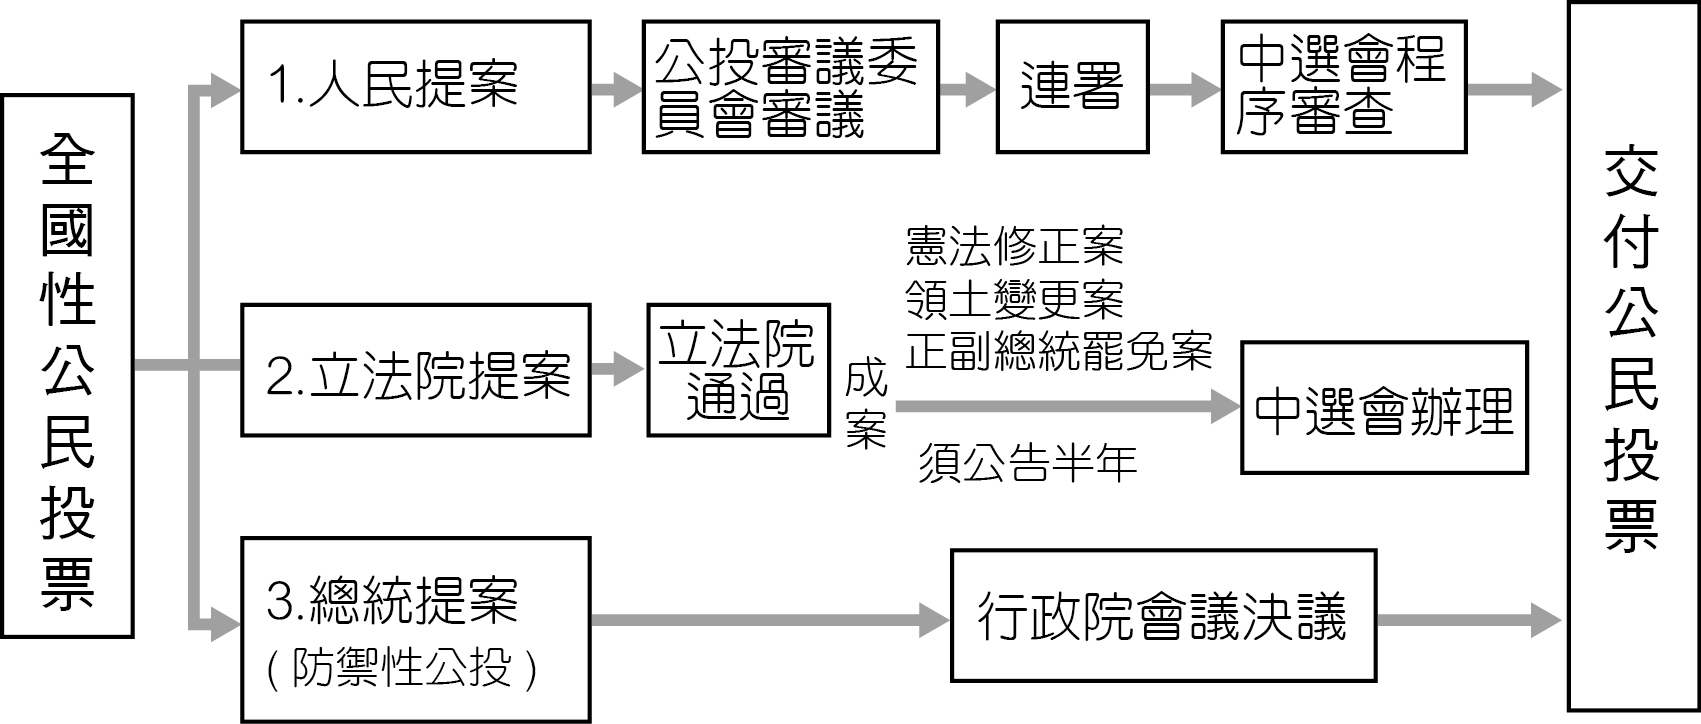 全國性公民投票
1.人民提案
公投審議委
員會審議
連署
中選會程
序審查
2.立法院提案
立法院
通過
成案
憲法修正案
領土變更案
正副總統罷免案
須公告半年
中選會辦理
3.總統提案
(防禦性公投)
行政院會議決議
交付公民投票